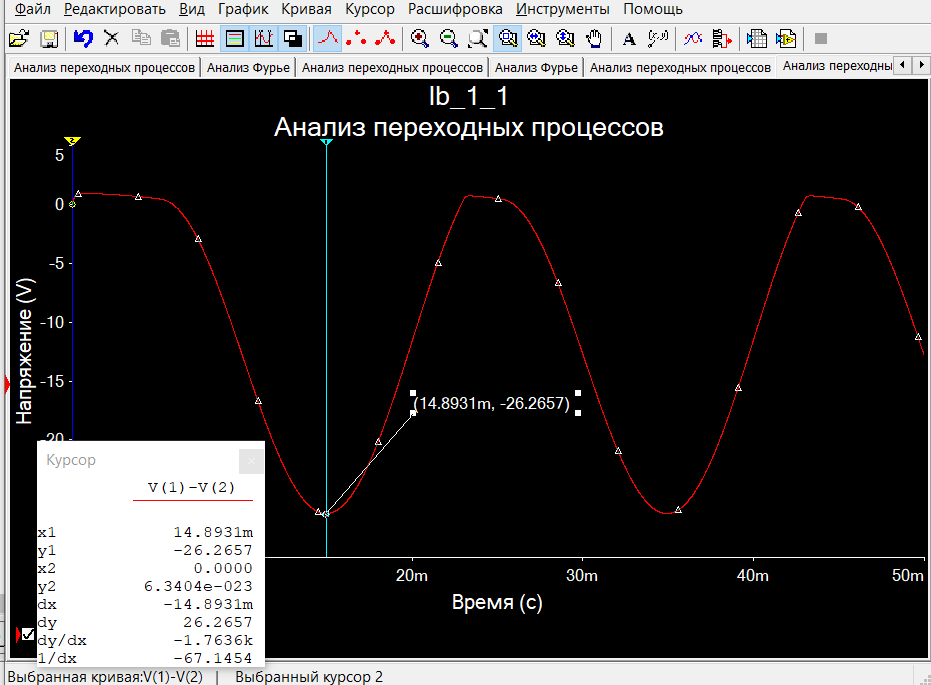 Файл Редактировать Вид График Кривая Курсор Расшифровка Инструменты Помощь
Анализ переходных процессов Анализ Фурье Анализ переходных процессов Анализ Фурье Анализ переходных процессов Анализ переходны
lb_1_1
Анализ переходных процессов
5
0
-5
-10
-15
-20
Напряжение (V)
(14.8931m, -26.2657)
Курсор
V(1)-V(2)
x1 14.8931m
y1 -26.2657
x2 0.0000
y2 6.3404e-023
dx -14.8931m
dy 26.2657
dy/dx -1.7636k
1/dx -67.1454
20m 30m 40m 50m
Время (с)
Выбранная кривая:V(1)-V(2) | Выбранный курсор 2